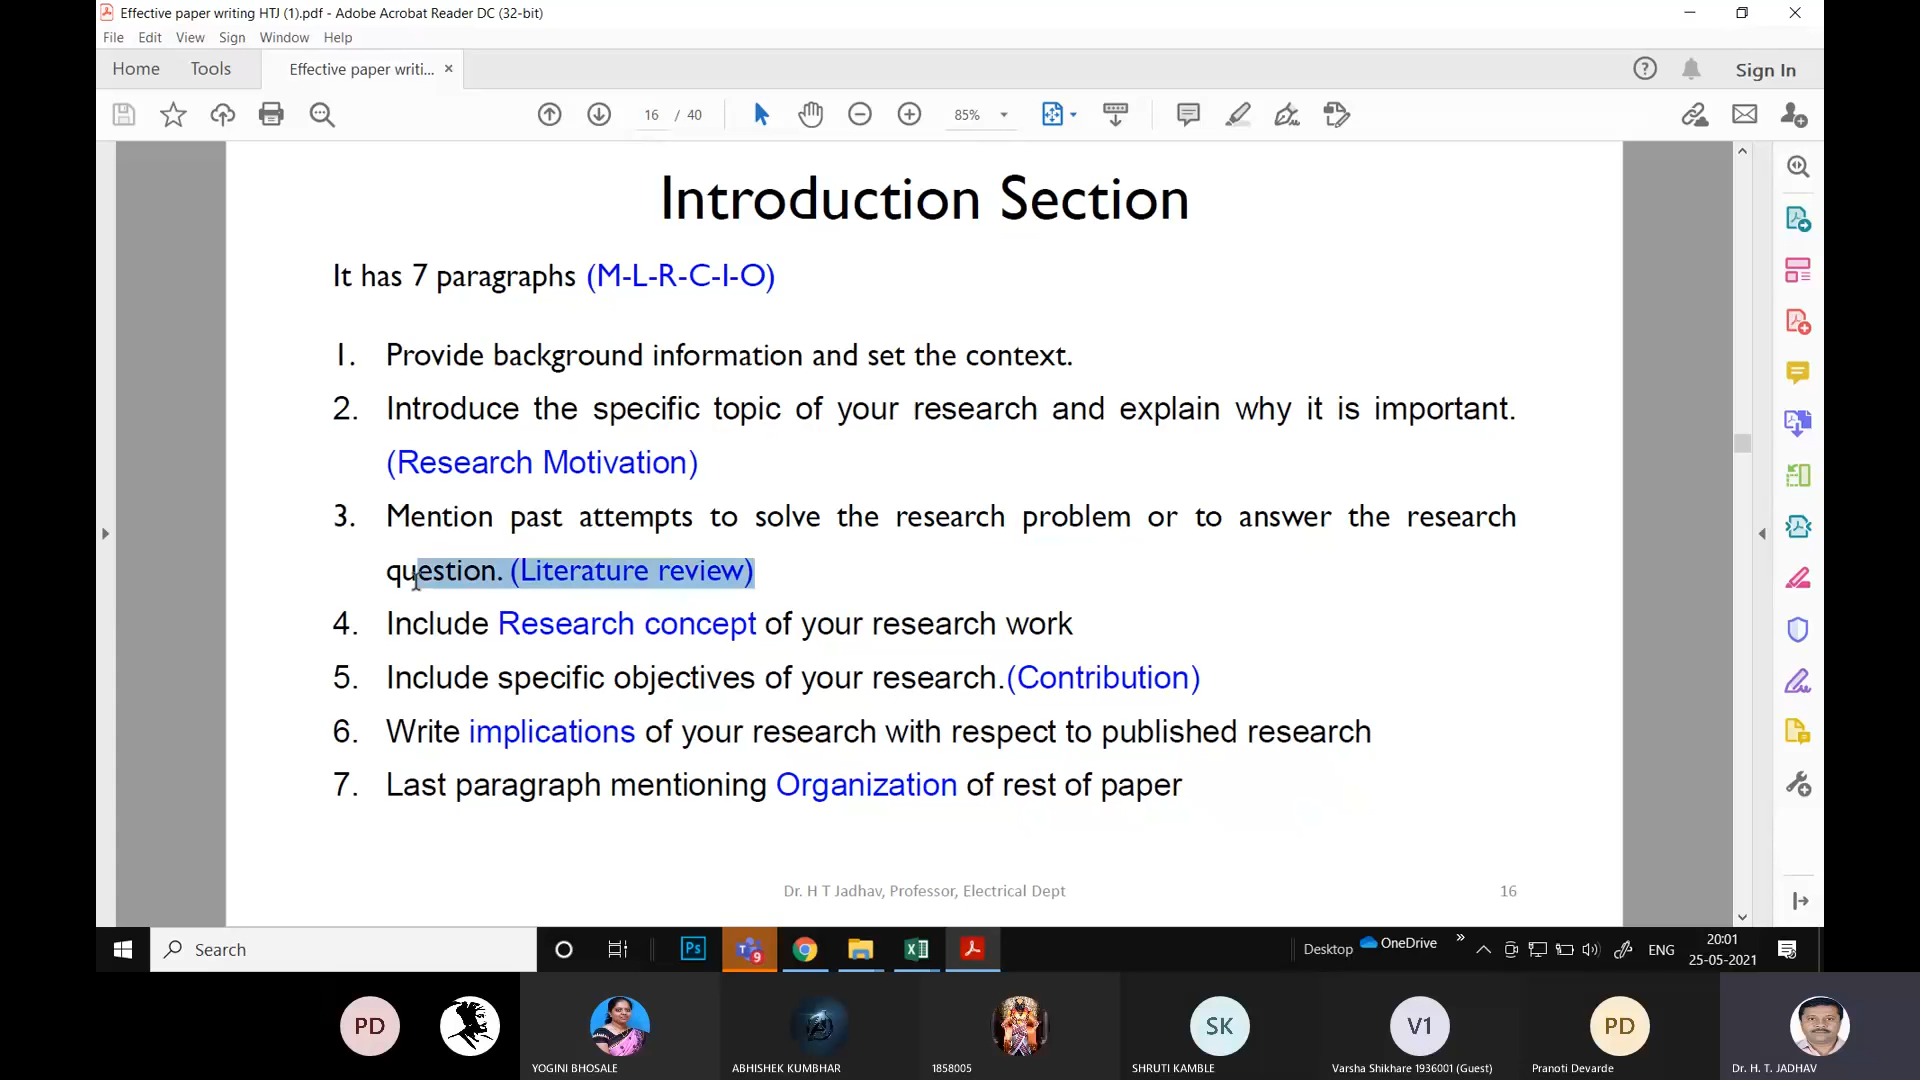 Effective paper writing HTJ (1).pdf - Adobe Acrobat Reader DC (32-bit)
File Edit View Sign Window Help
Home Tools Effective paper writi... × Sign In
16 / 40 85%
Introduction Section
It has 7 paragraphs (M-L-R-C-I-O)
1. Provide background information and set the context.
2. Introduce the specific topic of your research and explain why it is important.
(Research Motivation)
3. Mention past attempts to solve the research problem or to answer the research
question. (Literature review)
4. Include Research concept of your research work
5. Include specific objectives of your research.(Contribution)
6. Write implications of your research with respect to published research
7. Last paragraph mentioning Organization of rest of paper
Dr. H T Jadhav, Professor, Electrical Dept 16
Search Ps T 9 Desktop OneDrive » ENG 20:01
25-05-2021
PD SK V1 PD
YOGINI BHOSALE ABHISHEK KUMBHAR 1858005 SHRUTI KAMBLE Varsha Shikhare 1936001 (Guest) Pranoti Devarde Dr. H. T. JADHAV